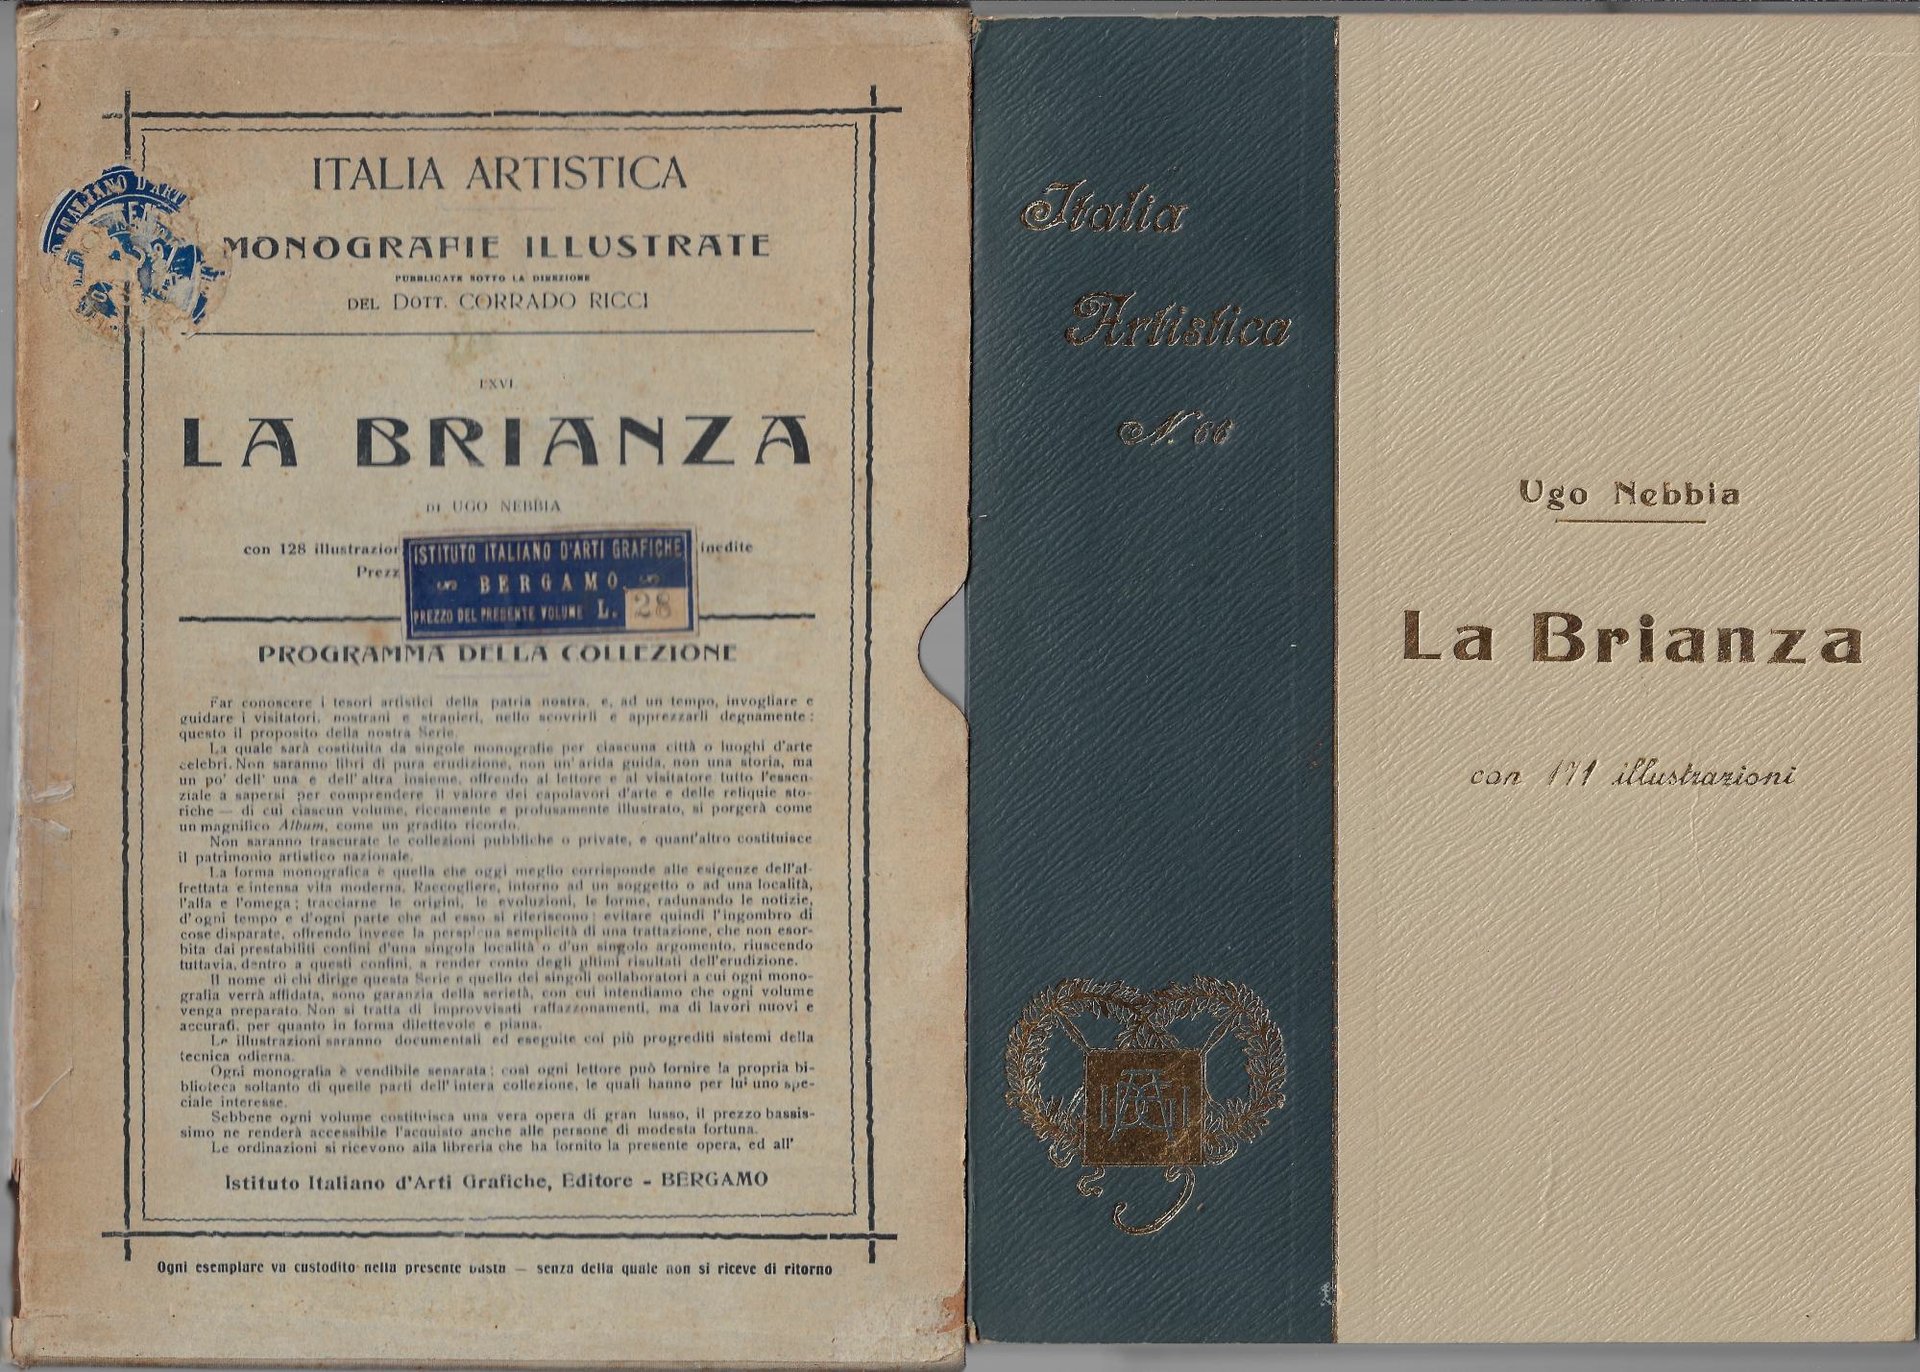 ITALIA ARTISTICA
MONOGRAFIE ILLUSTRATE
PUBBLICATE SOTTO LA DIREZIONE
DEL DOTT. CORRADO RICCI
LXVI.
LA BRIANZA
DI UGO NEBBIA
con 128 illustrazion
inedite
Prezz
ISTITUTO ITALIANO D'ARTI GRAFICHE
BERGAMO
PREZZO DEL PRESENTE VOLUME L. 28
PROGRAMMA DELLA COLLEZIONE
Far conoscere i tesori artistici della patria nostra, e, ad un tempo, invogliare e
guidare i visitatori, nostrani e stranieri, nello scovrirli e apprezzarli degnamente:
questo il proposito della nostra Serie.
La quale sarà costituita da singole monografie per ciascuna città o luoghi d'arte
celebri. Non saranno libri di pura erudizione, non un'arida guida, non una storia, ma
un po' dell' una e dell'altra insieme, offrendo al lettore e al visitatore tutto l'essen-
ziale a sapersi per comprendere il valore dei capolavori d'arte e delle reliquie sto-
riche — di cui ciascun volume, riccamente e profusamente illustrato, si porgerà come
un magnifico Album, come un gradito ricordo.
Non saranno trascurate le collezioni pubbliche o private, e quant'altro costituisce
il patrimonio artistico nazionale.
La forma monografica è quella che oggi meglio corrisponde alle esigenze dell'af-
frettata e intensa vita moderna. Raccogliere, intorno ad un soggetto o ad una località,
l'alfa e l'omega; tracciarne le origini, le evoluzioni, le forme, radunando le notizie,
d'ogni tempo e d'ogni parte che ad esso si riferiscono; evitare quindi l'ingombro di
cose disparate, offrendo invece la perspicua semplicità di una trattazione, che non esor-
bita dai prestabiliti confini d'una singola località o d'un singolo argomento, riuscendo
tuttavia, dentro a questi confini, a render conto degli ultimi risultati dell'erudizione.
Il nome di chi dirige questa Serie e quello dei singoli collaboratori a cui ogni mono-
grafia verrà affidata, sono garanzia della serietà, con cui intendiamo che ogni volume
venga preparato. Non si tratta di improvvisati raffazzonamenti, ma di lavori nuovi e
accurati, per quanto in forma dilettevole e piana.
Le illustrazioni saranno documentali ed eseguite coi più progrediti sistemi della
tecnica odierna.
Ogni monografia è vendibile separata; così ogni lettore può fornire la propria bi-
blioteca soltanto di quelle parti dell'intera collezione, le quali hanno per lui uno spe-
ciale interesse.
Sebbene ogni volume costituisca una vera opera di gran lusso, il prezzo bassis-
simo ne renderà accessibile l'acquisto anche alle persone di modesta fortuna.
Le ordinazioni si ricevono alla libreria che ha fornito la presente opera, ed all'
Istituto Italiano d'Arti Grafiche, Editore - BERGAMO
Ogni esemplare va custodito nella presente busta — senza della quale non si riceve di ritorno
Italia
Artistica
N. 66
Ugo Nebbia
La Brianza
con 171 illustrazioni